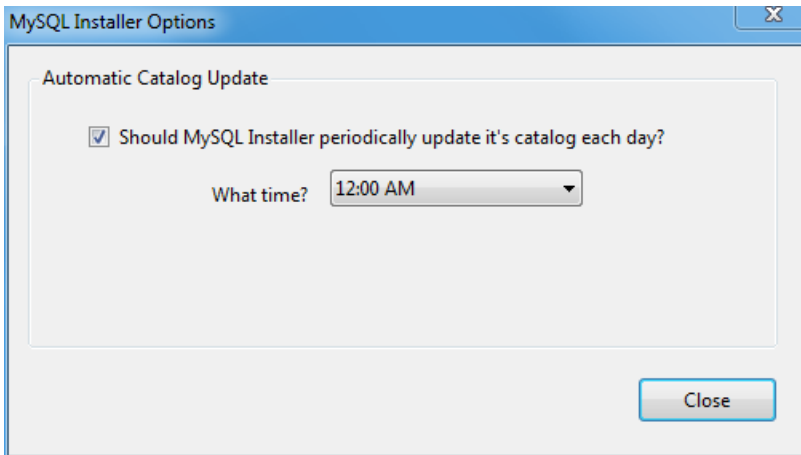 MySQL Installer Options
Automatic Catalog Update
Should MySQL Installer periodically update it's catalog each day?
What time? 12:00 AM
Close